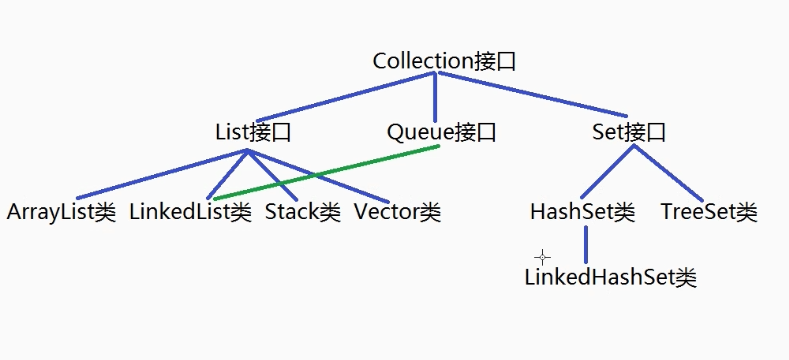 Collection接口
List接口 Queue接口 Set接口
ArrayList类 LinkedList类 Stack类 Vector类 HashSet类 TreeSet类
LinkedHashSet类